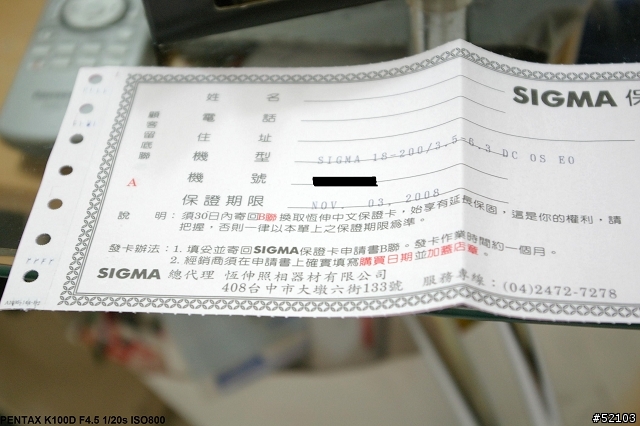 SIGMA 保
姓 名
電 話
住 址
機 型 SIGMA 18-200/3.5-6.3 DC OS EO
機 號
保證期限 NOV. 03, 2008
顧客留底聯
A
說 明：須30日內寄回B聯 換取恆伸中文保證卡，始享有延長保固，這是你的權利，請
把握，否則一律以本單上之保證期限為準。
發卡辦法：1. 填妥並寄回SIGMA保證卡申請書B聯。發卡作業時間約一個月。
2. 經銷商須在申請書上確實填寫購買日期並加蓋店章。
SIGMA 總代理 恆伸照相器材有限公司
408台中市大墩六街133號 服務專線：(04)2472-7278
PENTAX K100D F4.5 1/20s ISO800
#52103